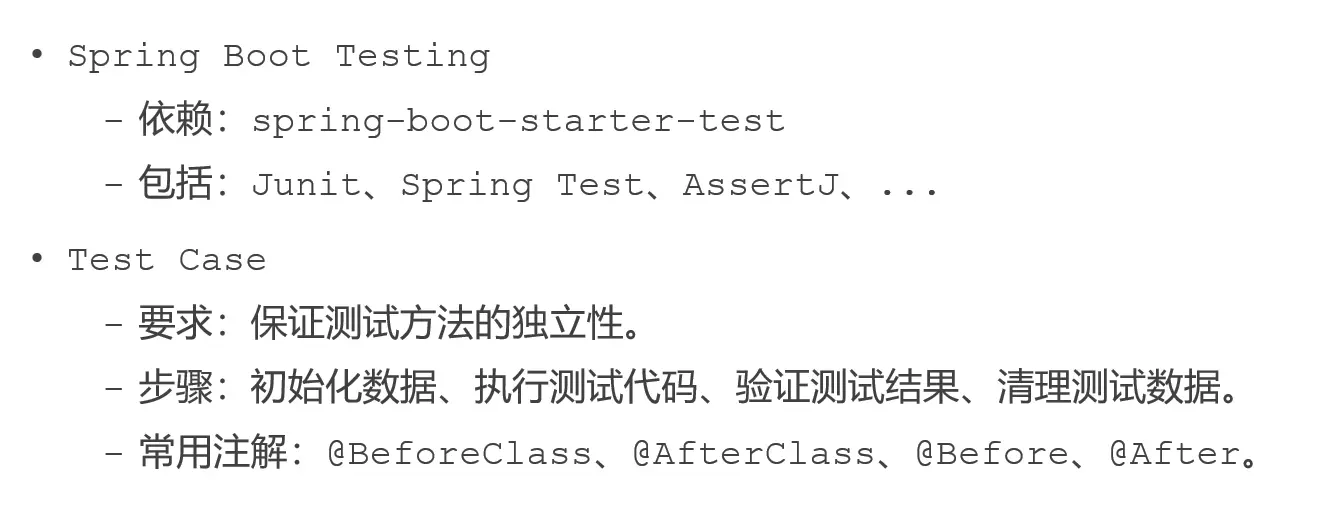 • Spring Boot Testing
– 依赖：spring-boot-starter-test
– 包括：Junit、Spring Test、AssertJ、...
• Test Case
– 要求：保证测试方法的独立性。
– 步骤：初始化数据、执行测试代码、验证测试结果、清理测试数据。
– 常用注解：@BeforeClass、@AfterClass、@Before、@After。